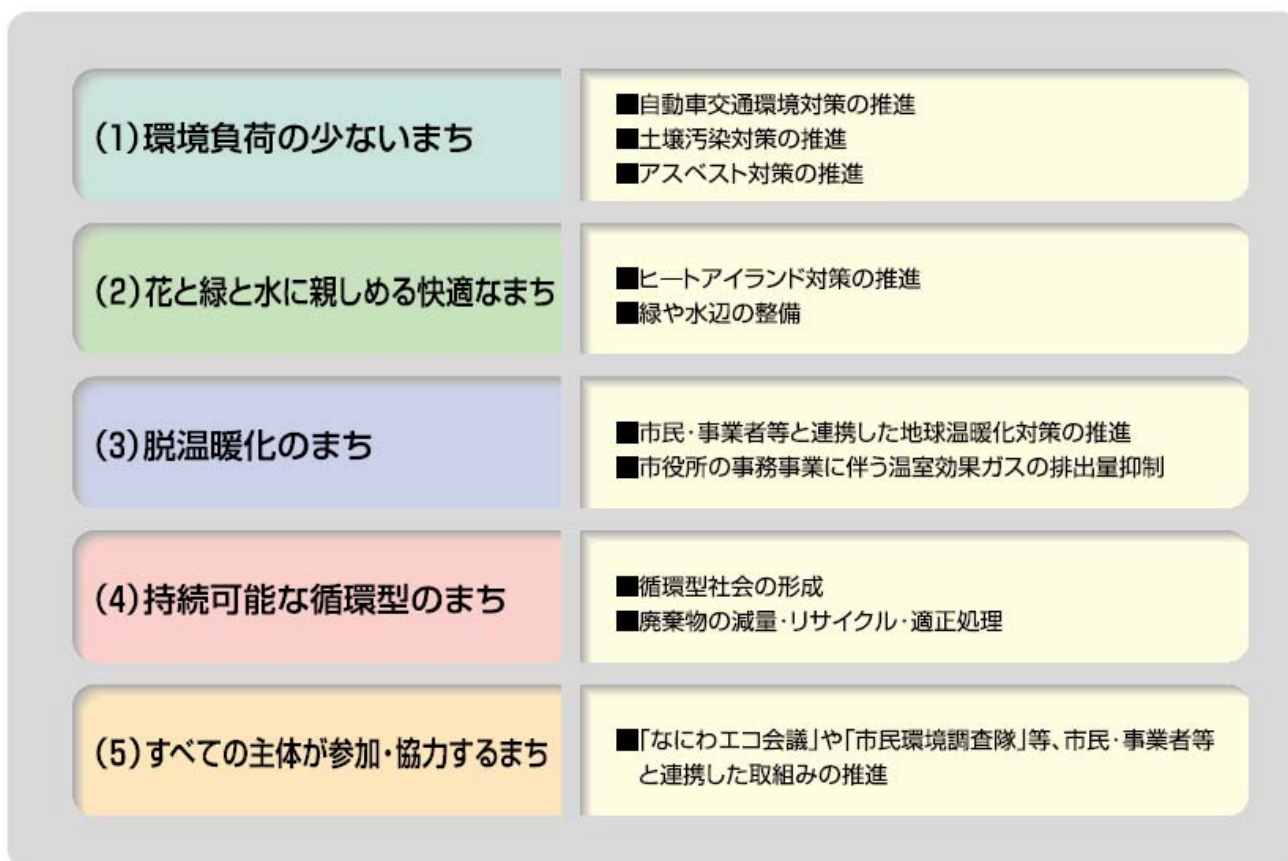 (1)環境負荷の少ないまち
■自動車交通環境対策の推進
■土壌汚染対策の推進
■アスベスト対策の推進
(2)花と緑と水に親しめる快適なまち
■ヒートアイランド対策の推進
■緑や水辺の整備
(3)脱温暖化のまち
■市民・事業者等と連携した地球温暖化対策の推進
■市役所の事務事業に伴う温室効果ガスの排出量抑制
(4)持続可能な循環型のまち
■循環型社会の形成
■廃棄物の減量・リサイクル・適正処理
(5)すべての主体が参加・協力するまち
■「なにわエコ会議」や「市民環境調査隊」等、市民・事業者等
と連携した取組みの推進